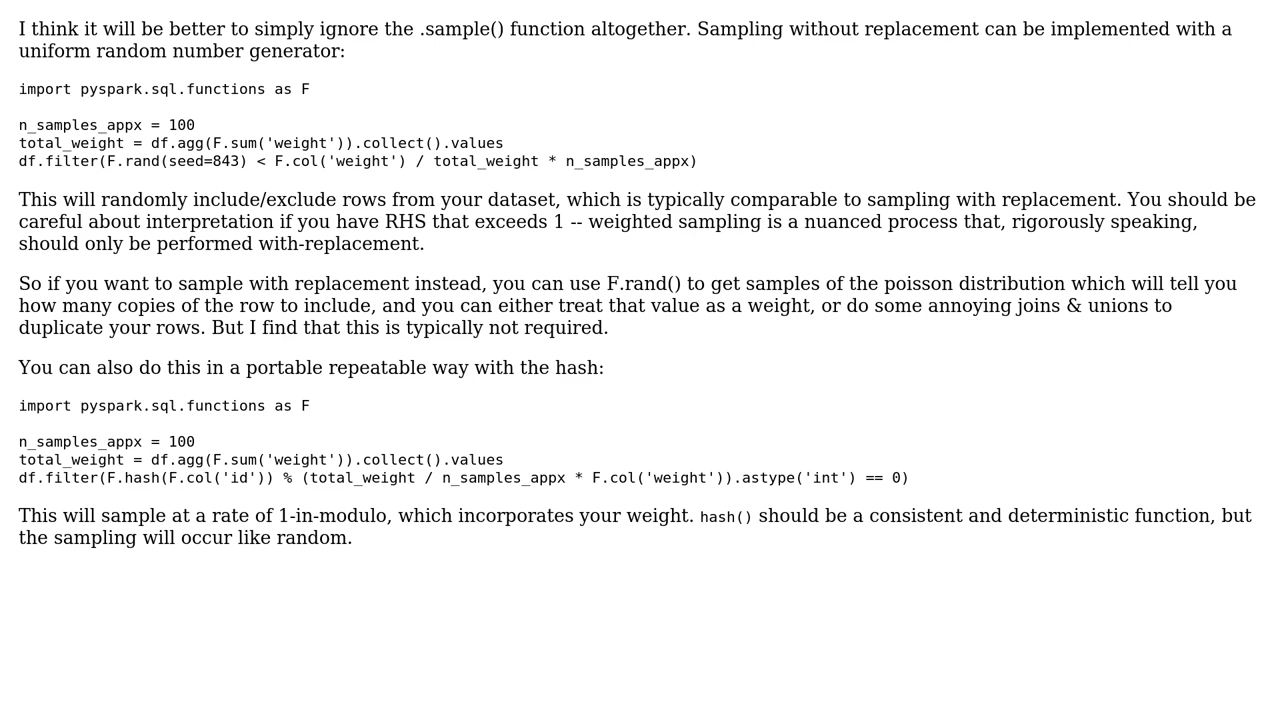 I think it will be better to simply ignore the .sample() function altogether. Sampling without replacement can be implemented with a
uniform random number generator:
import pyspark.sql.functions as F
n_samples_appx = 100
total_weight = df.agg(F.sum('weight')).collect().values
df.filter(F.rand(seed=843) < F.col('weight') / total_weight * n_samples_appx)
This will randomly include/exclude rows from your dataset, which is typically comparable to sampling with replacement. You should be
careful about interpretation if you have RHS that exceeds 1 -- weighted sampling is a nuanced process that, rigorously speaking,
should only be performed with-replacement.
So if you want to sample with replacement instead, you can use F.rand() to get samples of the poisson distribution which will tell you
how many copies of the row to include, and you can either treat that value as a weight, or do some annoying joins & unions to
duplicate your rows. But I find that this is typically not required.
You can also do this in a portable repeatable way with the hash:
import pyspark.sql.functions as F
n_samples_appx = 100
total_weight = df.agg(F.sum('weight')).collect().values
df.filter(F.hash(F.col('id')) % (total_weight / n_samples_appx * F.col('weight')).astype('int') == 0)
This will sample at a rate of 1-in-modulo, which incorporates your weight. hash() should be a consistent and deterministic function, but
the sampling will occur like random.